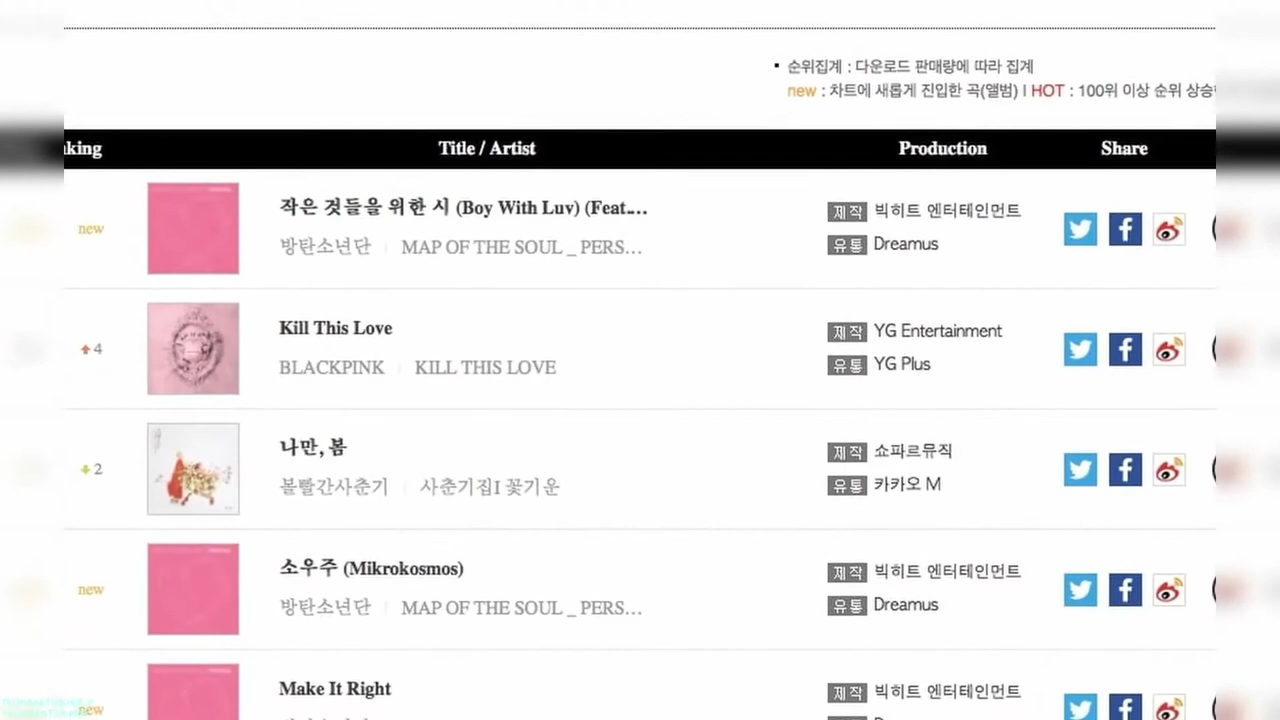 순위집계 : 다운로드 판매량에 따라 집계
new : 차트에 새롭게 진입한 곡(앨범) I HOT : 100위 이상 순위 상승
king Title / Artist Production Share
new
작은 것들을 위한 시 (Boy With Luv) (Feat....
방탄소년단 MAP OF THE SOUL _ PERS...
제작 빅히트 엔터테인먼트
유통 Dreamus
4
Kill This Love
BLACKPINK KILL THIS LOVE
제작 YG Entertainment
유통 YG Plus
2
나만, 봄
볼빨간사춘기 사춘기집I 꽃기운
제작 쇼파르뮤직
유통 카카오 M
new
소우주 (Mikrokosmos)
방탄소년단 MAP OF THE SOUL _ PERS...
제작 빅히트 엔터테인먼트
유통 Dreamus
new
Make It Right
제작 빅히트 엔터테인먼트